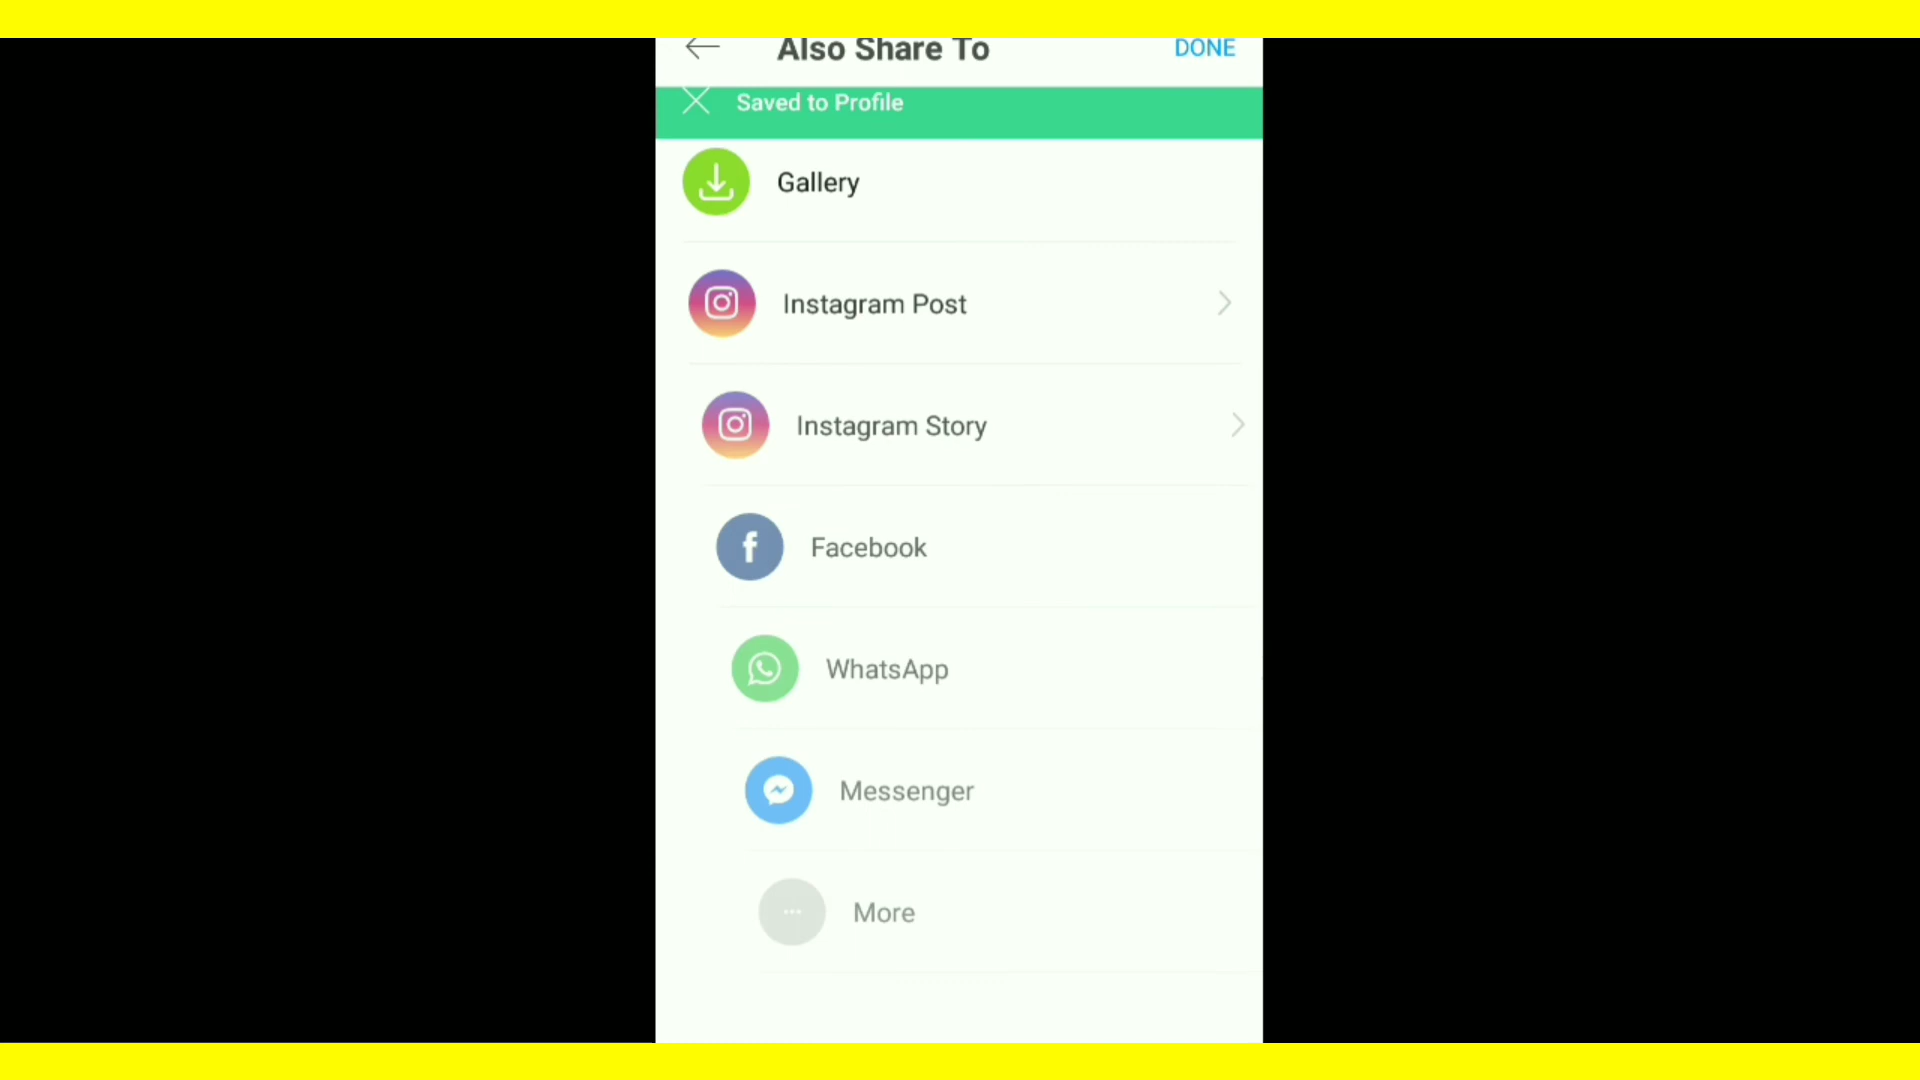 Also Share To
DONE
Saved to Profile
Gallery
Instagram Post
Instagram Story
Facebook
WhatsApp
Messenger
More